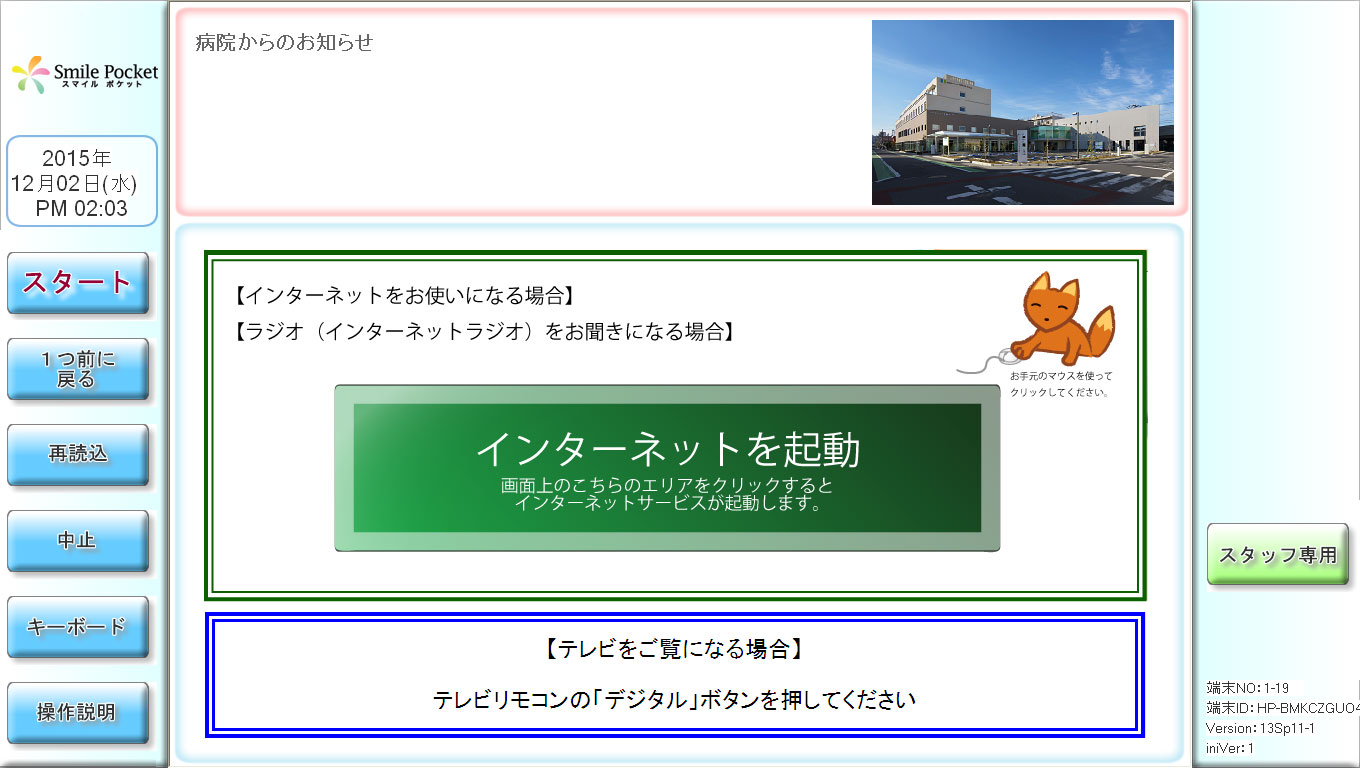 Smile Pocket
スマイル ポケット
2015年
12月02日(水)
PM 02:03
スタート
1つ前に
戻る
再読込
中止
キーボード
操作説明
病院からのお知らせ
【インターネットをお使いになる場合】
【ラジオ（インターネットラジオ）をお聞きになる場合】
お手元のマウスを使って
クリックしてください。
インターネットを起動
画面上のこちらのエリアをクリックすると
インターネットサービスが起動します。
【テレビをご覧になる場合】
テレビリモコンの「デジタル」ボタンを押してください
スタッフ専用
端末NO：1-19
端末ID：HP-BMKCZGUO4
Version：13Sp11-1
iniVer：1